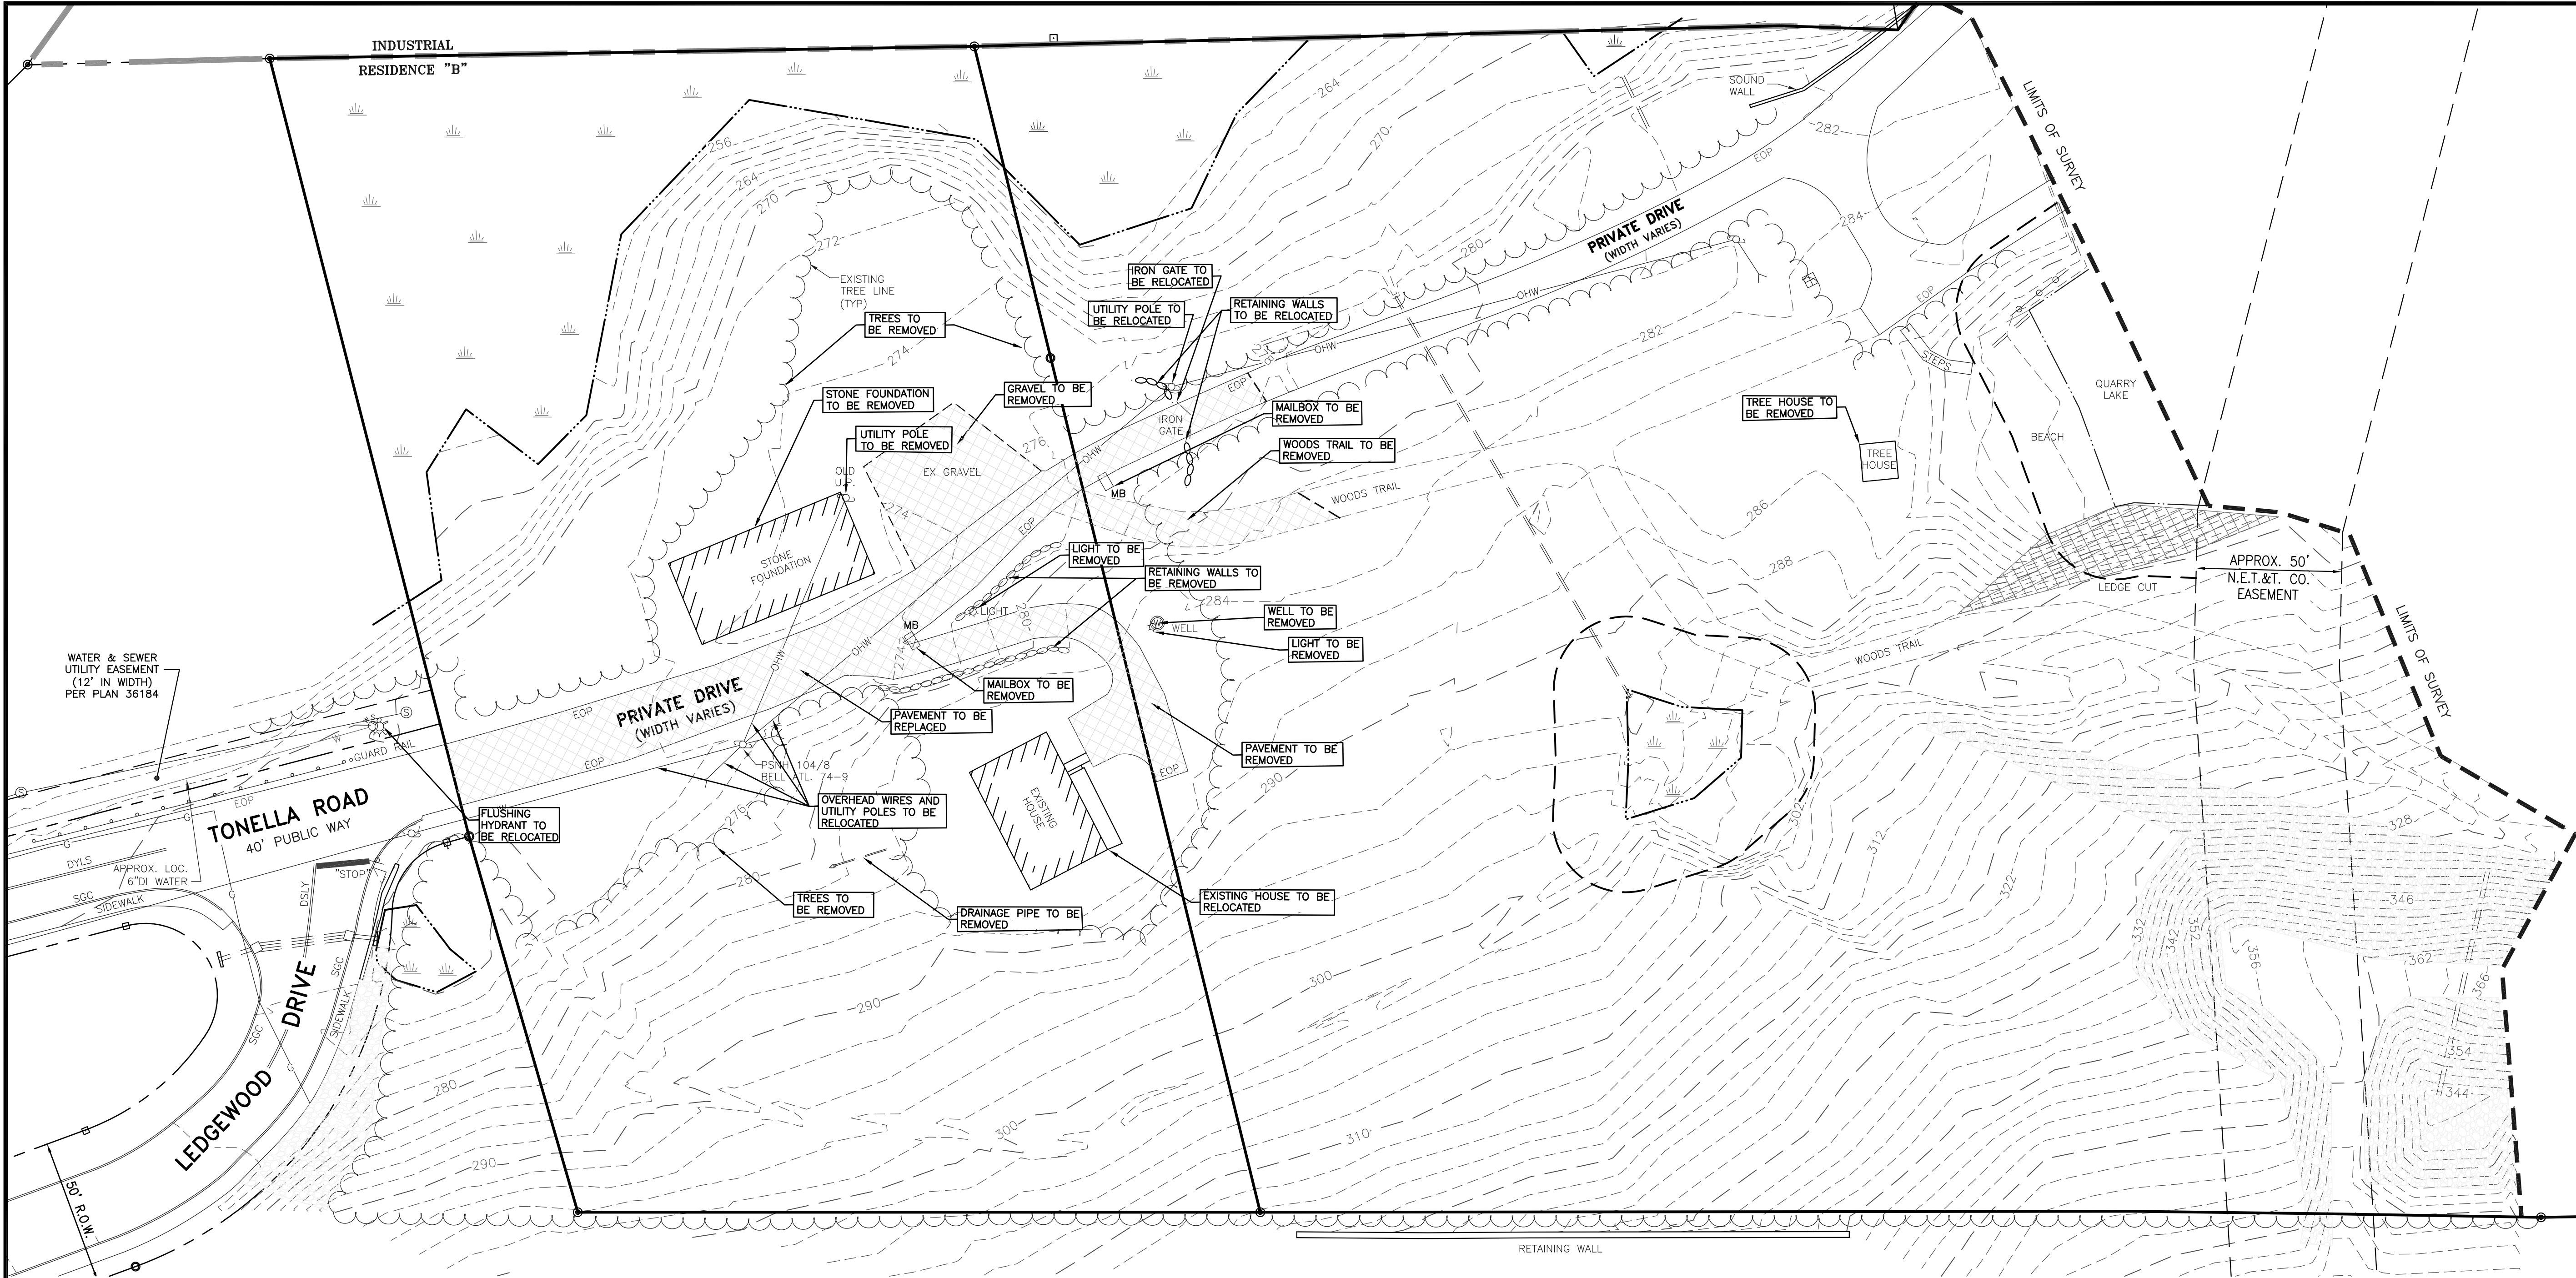 INDUSTRIAL
RESIDENCE "B"
256
264
270
272
EXISTING
TREE LINE
(TYP)
TREES TO
BE REMOVED
274
STONE FOUNDATION
TO BE REMOVED
UTILITY POLE
TO BE REMOVED
OLD
U.P.
GRAVEL TO BE
REMOVED
EX GRAVEL
274
276
STONE
FOUNDATION
IRON GATE TO
BE RELOCATED
UTILITY POLE TO
BE RELOCATED
RETAINING WALLS
TO BE RELOCATED
264
270
SOUND
WALL
282
EOP
LIMITS OF SURVEY
PRIVATE DRIVE
(WIDTH VARIES)
280
284
OHW
OHW
EOP
282
EOP
STEPS
QUARRY
LAKE
BEACH
TREE HOUSE TO
BE REMOVED
TREE
HOUSE
IRON
GATE
MAILBOX TO BE
REMOVED
WOODS TRAIL TO BE
REMOVED
OHW
MB
WOODS TRAIL
EOP
286
288
LIGHT TO BE
REMOVED
RETAINING WALLS TO
BE REMOVED
LIGHT
280
284
WELL
WELL TO BE
REMOVED
LIGHT TO BE
REMOVED
APPROX. 50'
N.E.T.&T. CO.
EASEMENT
LEDGE CUT
LIMITS OF SURVEY
WOODS TRAIL
MB
OHW
OHW
274
MAILBOX TO BE
REMOVED
PAVEMENT TO BE
REPLACED
PAVEMENT TO BE
REMOVED
WATER & SEWER
UTILITY EASEMENT
(12' IN WIDTH)
PER PLAN 36184
S
W
GUARD RAIL
EOP
PRIVATE DRIVE
(WIDTH VARIES)
EOP
PSNH 104/8
BELL ATL. 74-9
EOP
290
EXISTING
HOUSE
OVERHEAD WIRES AND
UTILITY POLES TO BE
RELOCATED
276
FLUSHING
HYDRANT TO
BE RELOCATED
S
EOP
G
G
TONELLA ROAD
40' PUBLIC WAY
DYLS
APPROX. LOC.
6"DI WATER
SGC
SIDEWALK
G
DSLY
"STOP"
280
TREES TO
BE REMOVED
DRAINAGE PIPE TO BE
REMOVED
EXISTING HOUSE TO BE
RELOCATED
302
312
322
328
332
342
352
356
346
362
366
354
344
SGC
SIDEWALK
SGC
G
LEDGEWOOD DRIVE
50' R.O.W.
290
300
280
290
300
310
RETAINING WALL